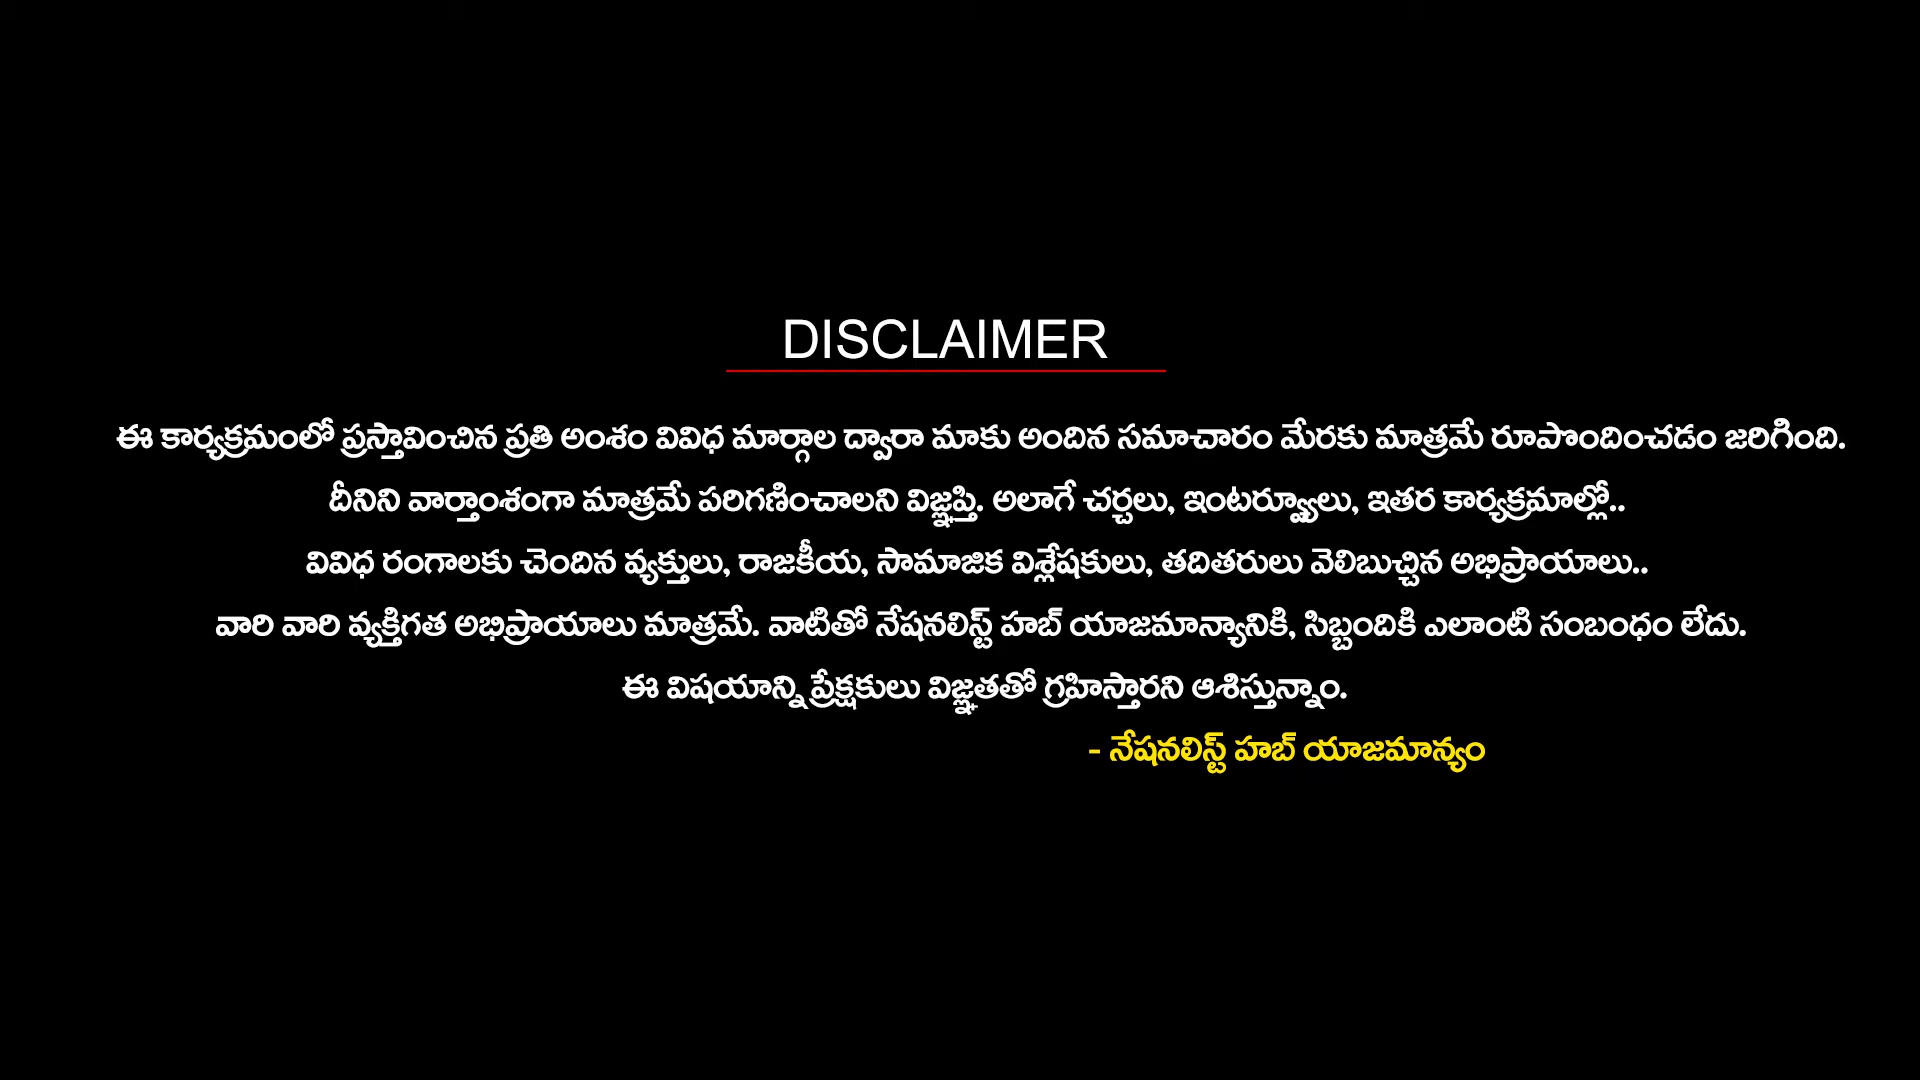 DISCLAIMER
ఈ కార్యక్రమంలో ప్రస్తావించిన ప్రతి అంశం వివిధ మార్గాల ద్వారా మాకు అందిన సమాచారం మేరకు మాత్రమే రూపొందించడం జరిగింది.
దీనిని వార్తాంశంగా మాత్రమే పరిగణించాలని విజ్ఞప్తి. అలాగే చర్చలు, ఇంటర్వ్యూలు, ఇతర కార్యక్రమాల్లో..
వివిధ రంగాలకు చెందిన వ్యక్తులు, రాజకీయ, సామాజిక విశ్లేషకులు, తదితరులు వెలిబుచ్చిన అభిప్రాయాలు..
వారి వారి వ్యక్తిగత అభిప్రాయాలు మాత్రమే. వాటితో నేషనలిస్ట్ హబ్ యాజమాన్యానికి, సిబ్బందికి ఎలాంటి సంబంధం లేదు.
ఈ విషయాన్ని ప్రేక్షకులు విజ్ఞతతో గ్రహిస్తారని ఆశిస్తున్నాం.
- నేషనలిస్ట్ హబ్ యాజమాన్యం